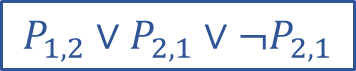 P₁,₂ ∨ P₂,₁ ∨ ¬P₂,₁